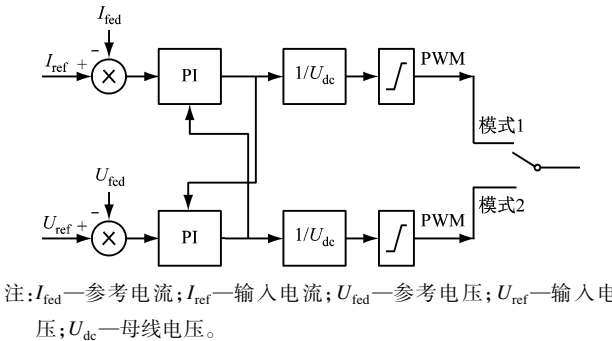 I_fed
I_ref + −
PI
1/U_dc
PWM
模式1
U_fed
模式2
U_ref + −
PI
1/U_dc
PWM
注:I_fed—参考电流;I_ref—输入电流;U_fed—参考电压;U_ref—输入电
压;U_dc—母线电压。